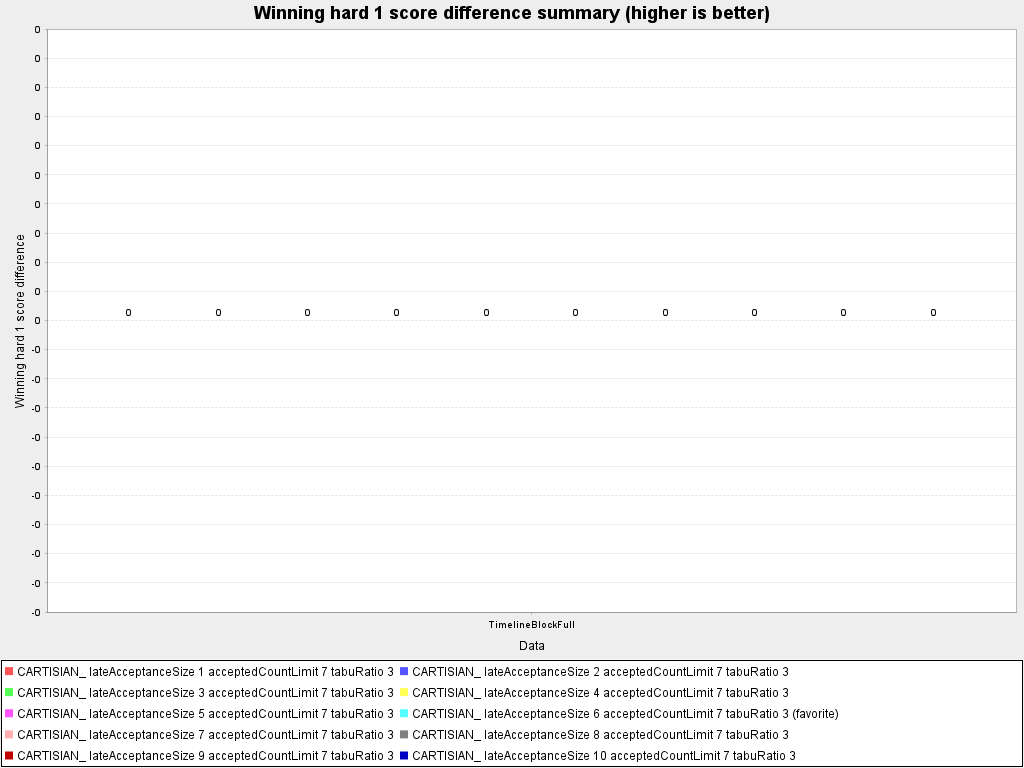 Winning hard 1 score difference summary (higher is better)
0
0
0
0
0
0
0
0
0
0
0
-0
-0
-0
-0
-0
-0
-0
-0
-0
-0
Winning hard 1 score difference
0 0 0 0 0 0 0 0 0 0
TimelineBlockFull
Data
CARTISIAN_ lateAcceptanceSize 1 acceptedCountLimit 7 tabuRatio 3 CARTISIAN_ lateAcceptanceSize 2 acceptedCountLimit 7 tabuRatio 3
CARTISIAN_ lateAcceptanceSize 3 acceptedCountLimit 7 tabuRatio 3 CARTISIAN_ lateAcceptanceSize 4 acceptedCountLimit 7 tabuRatio 3
CARTISIAN_ lateAcceptanceSize 5 acceptedCountLimit 7 tabuRatio 3 CARTISIAN_ lateAcceptanceSize 6 acceptedCountLimit 7 tabuRatio 3 (favorite)
CARTISIAN_ lateAcceptanceSize 7 acceptedCountLimit 7 tabuRatio 3 CARTISIAN_ lateAcceptanceSize 8 acceptedCountLimit 7 tabuRatio 3
CARTISIAN_ lateAcceptanceSize 9 acceptedCountLimit 7 tabuRatio 3 CARTISIAN_ lateAcceptanceSize 10 acceptedCountLimit 7 tabuRatio 3